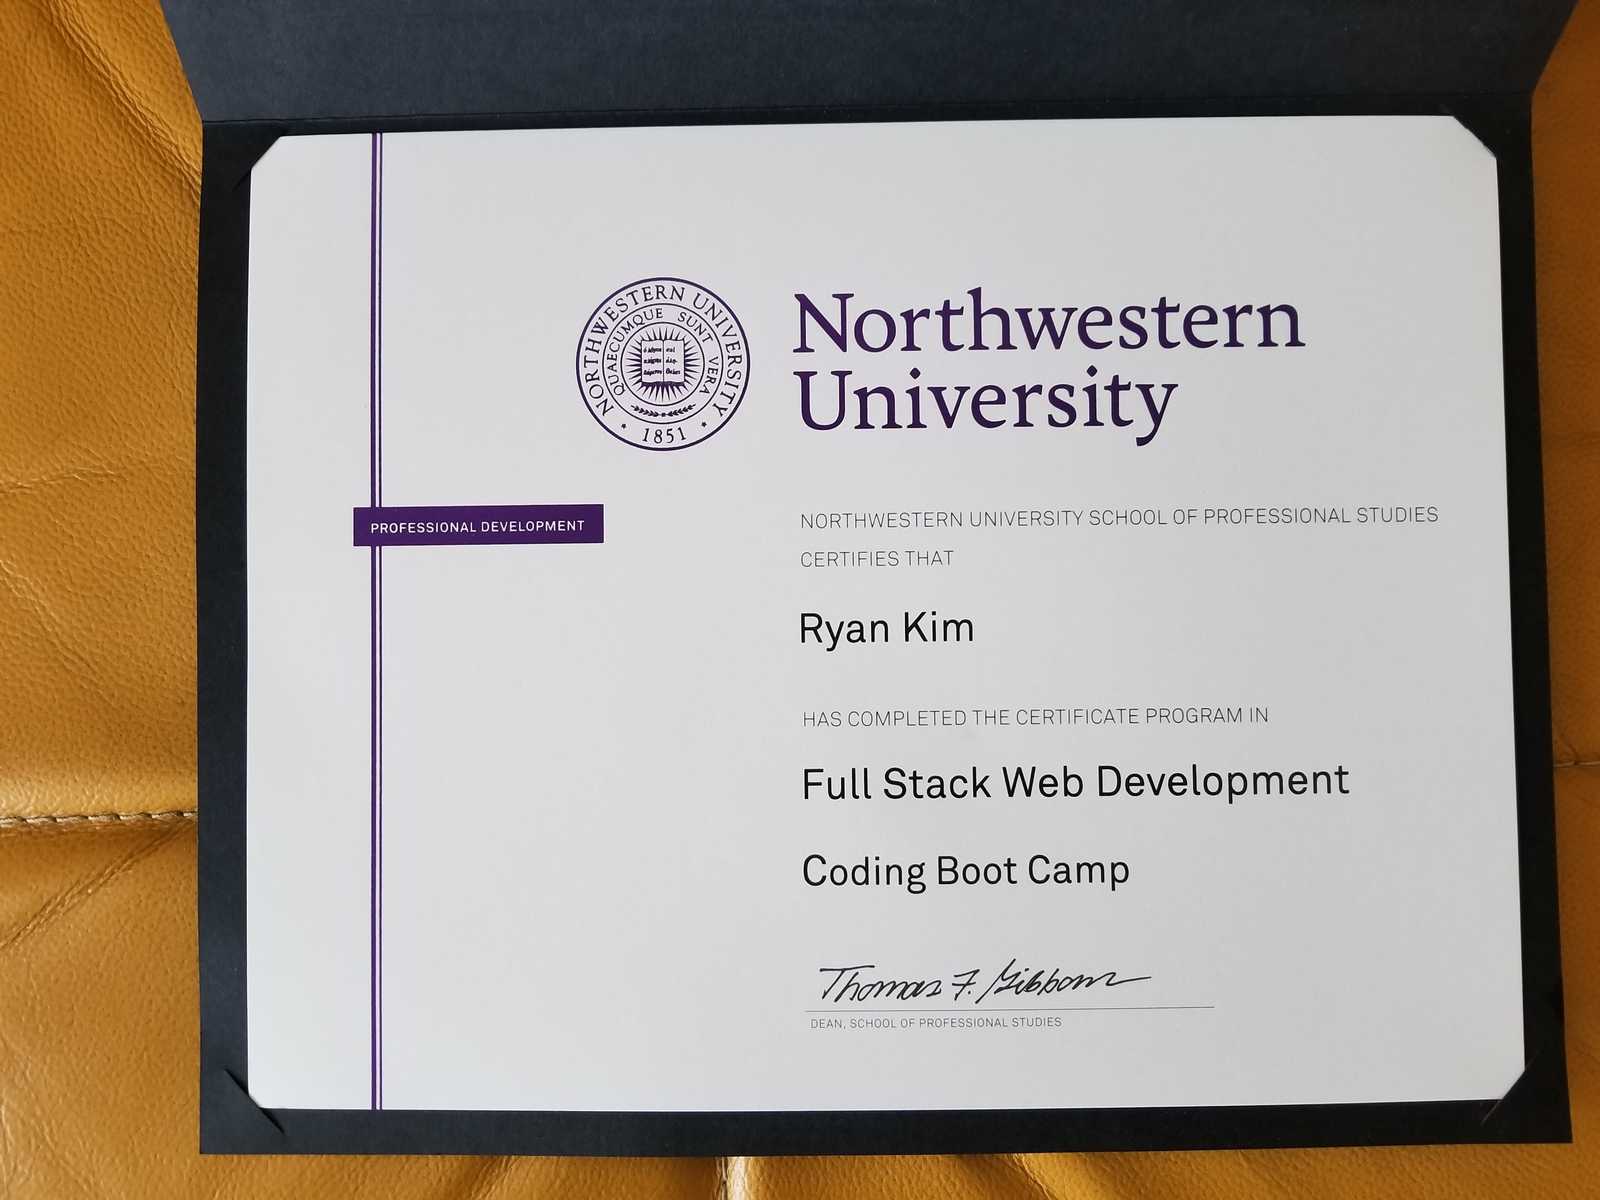 NORTHWESTERN UNIVERSITY
QUAECUMQUE SUNT VERA
1851
Northwestern
University
PROFESSIONAL DEVELOPMENT
NORTHWESTERN UNIVERSITY SCHOOL OF PROFESSIONAL STUDIES
CERTIFIES THAT
Ryan Kim
HAS COMPLETED THE CERTIFICATE PROGRAM IN
Full Stack Web Development
Coding Boot Camp
Thomas F. Gibbons
DEAN, SCHOOL OF PROFESSIONAL STUDIES